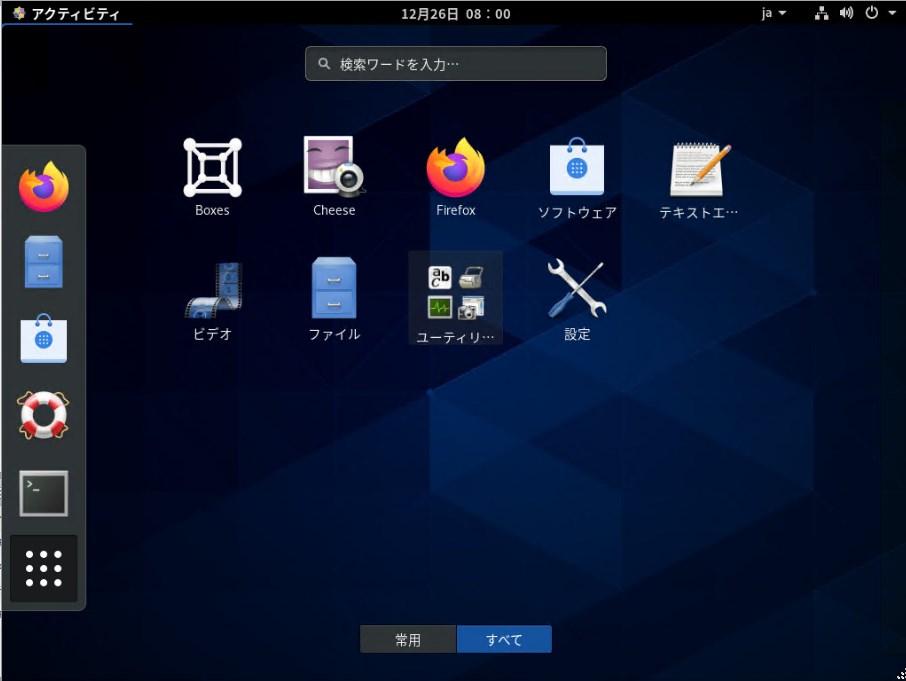 アクティビティ
12月26日 08:00
ja
検索ワードを入力…
Boxes
Cheese
Firefox
ソフトウェア
テキストエ…
ビデオ
ファイル
ユーティリ…
設定
常用
すべて